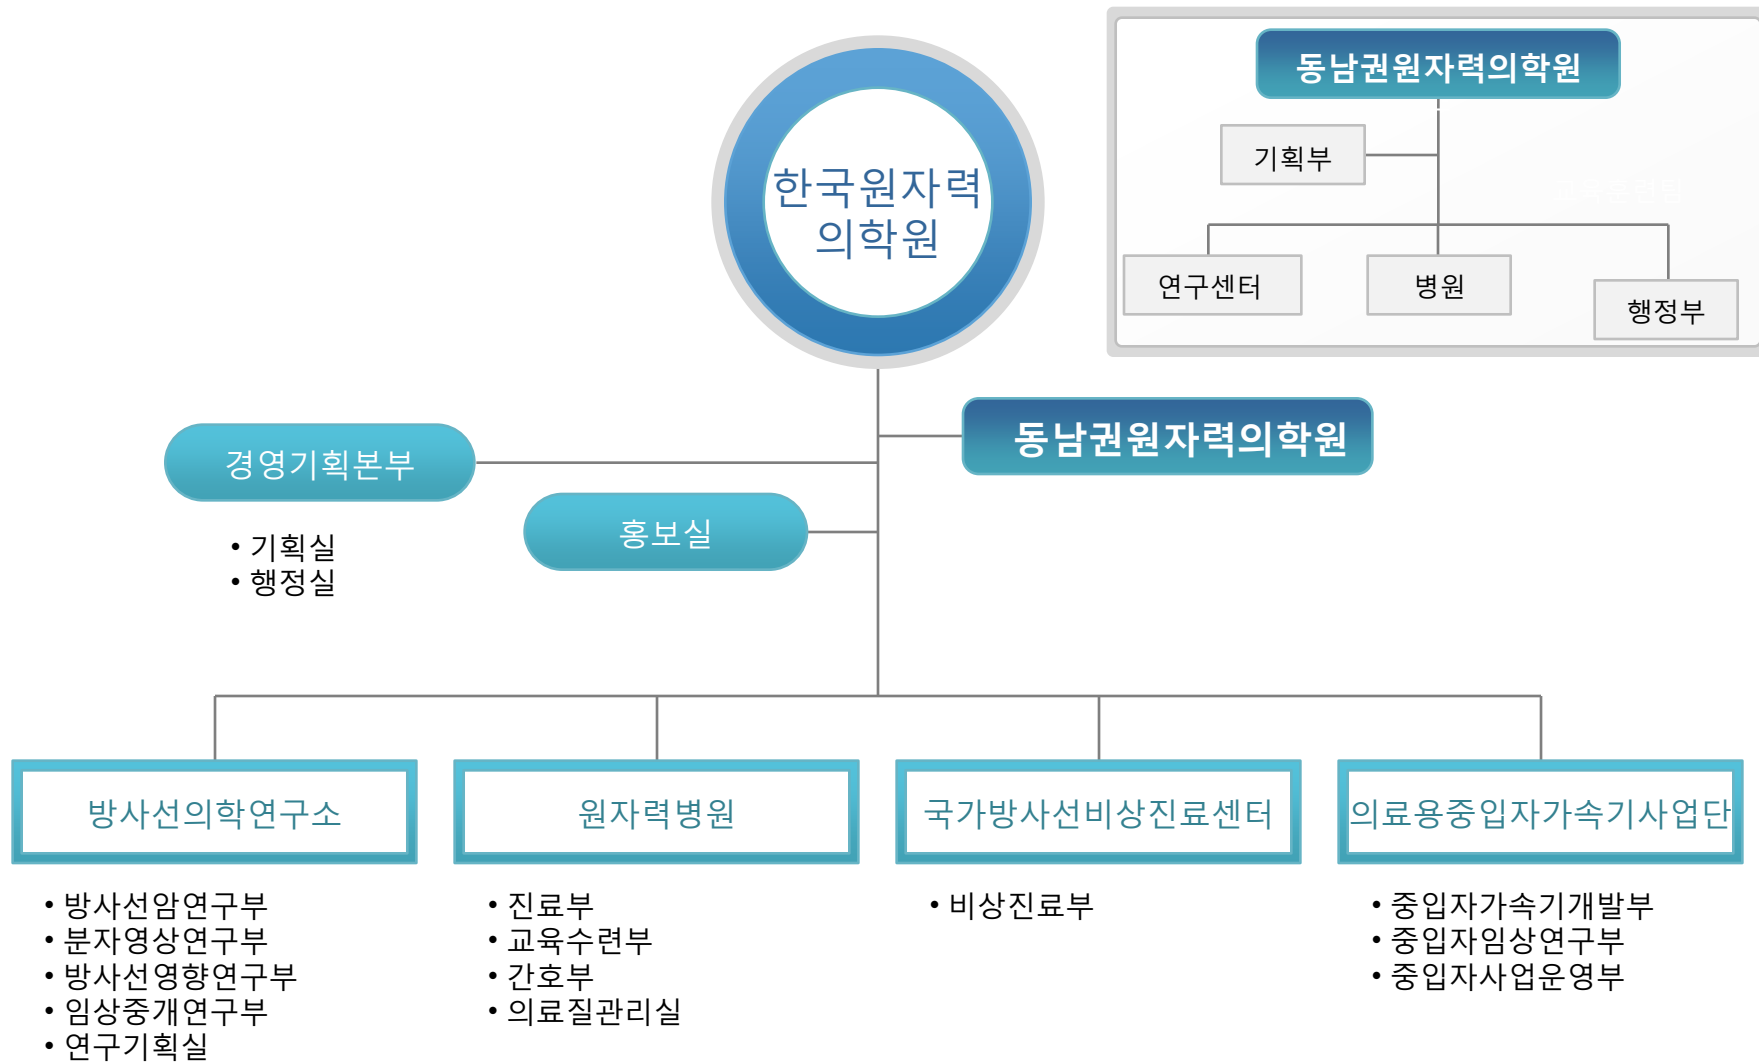 한국원자력
의학원
동남권원자력의학원
기획부
연구센터
병원
행정부
동남권원자력의학원
경영기획본부
• 기획실
• 행정실
홍보실
방사선의학연구소
• 방사선암연구부
• 분자영상연구부
• 방사선영향연구부
• 임상중개연구부
• 연구기획실
원자력병원
• 진료부
• 교육수련부
• 간호부
• 의료질관리실
국가방사선비상진료센터
• 비상진료부
의료용중입자가속기사업단
• 중입자가속기개발부
• 중입자임상연구부
• 중입자사업운영부